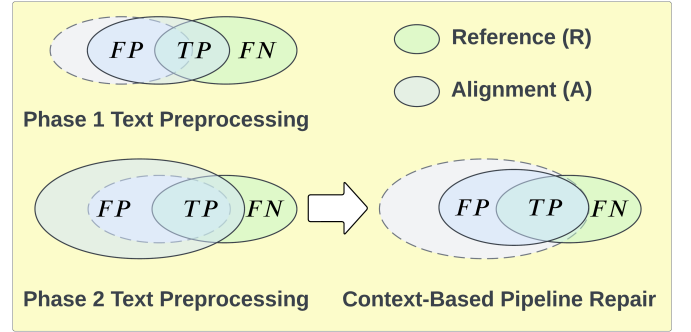 FP TP FN
Reference (R)
Alignment (A)
Phase 1 Text Preprocessing
FP TP FN
FP TP FN
Phase 2 Text Preprocessing
Context-Based Pipeline Repair